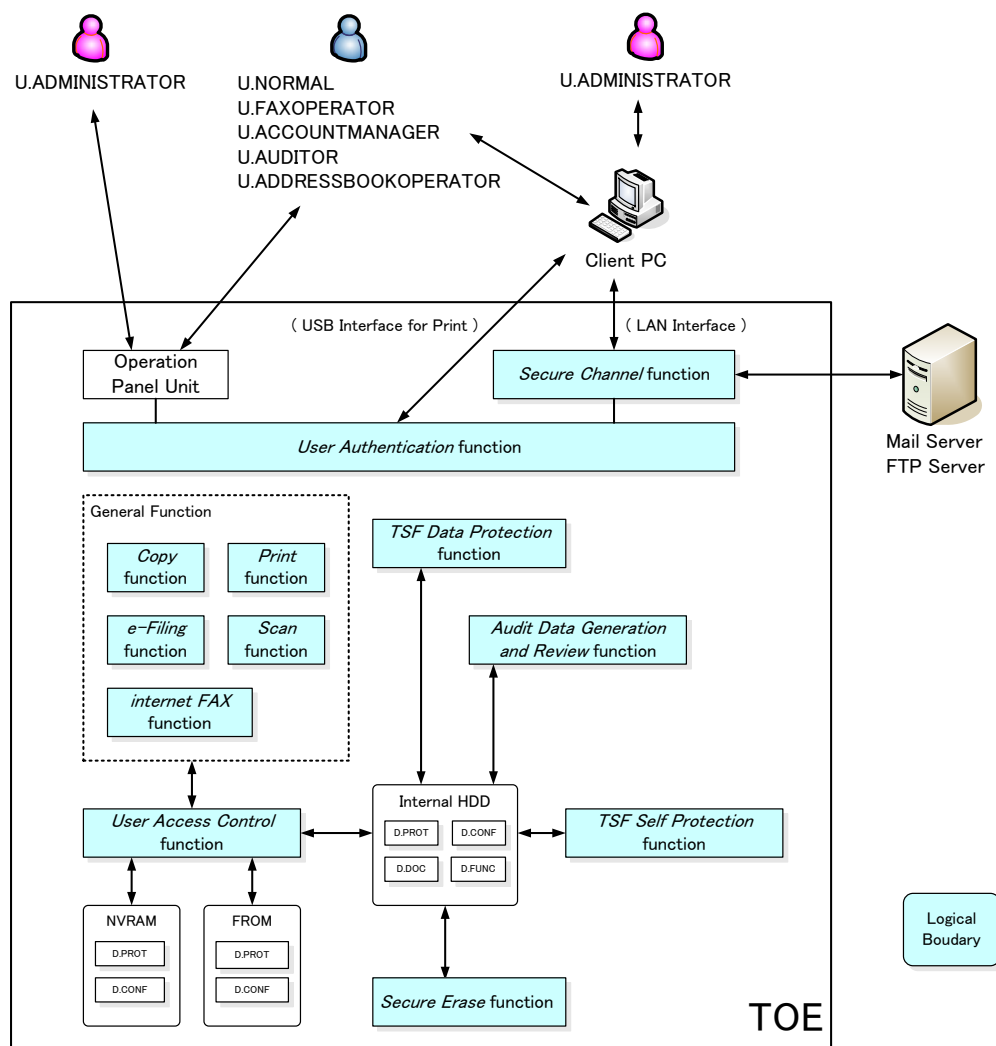 U.ADMINISTRATOR
U.NORMAL
U.FAXOPERATOR
U.ACCOUNTMANAGER
U.AUDITOR
U.ADDRESSBOOKOPERATOR
U.ADMINISTRATOR
Client PC
( USB Interface for Print )
( LAN Interface )
Operation
Panel Unit
Secure Channel function
User Authentication function
Mail Server
FTP Server
General Function
Copy
function
Print
function
e-Filing
function
Scan
function
internet FAX
function
TSF Data Protection
function
Audit Data Generation
and Review function
User Access Control
function
Internal HDD
D.PROT
D.CONF
D.DOC
D.FUNC
TSF Self Protection
function
NVRAM
D.PROT
D.CONF
FROM
D.PROT
D.CONF
Secure Erase function
Logical
Boudary
TOE